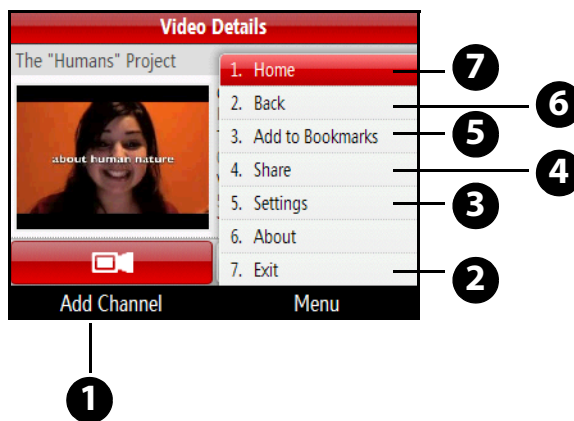 Video Details
The "Humans" Project
about human nature
1. Home
2. Back
3. Add to Bookmarks
4. Share
5. Settings
6. About
7. Exit
Add Channel
Menu
7
6
5
4
3
2
1